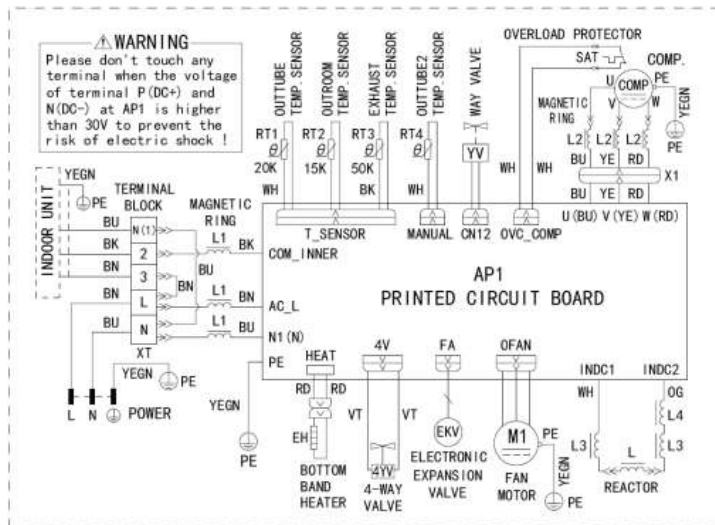 WARNING
Please don't touch any
terminal when the voltage
of terminal P(DC+) and
N(DC-) at AP1 is higher
than 30V to prevent the
risk of electric shock !
OUTTUBE
TEMP. SENSOR
OUTROOM
TEMP. SENSOR
EXHAUST
TEMP. SENSOR
OUTTUBE2
TEMP. SENSOR
WAY VALVE
OVERLOAD PROTECTOR
SAT
COMP.
U
V
W
COMP
PE
YEGN
PE
MAGNETIC
RING
L2
L2
L2
BU
YE
RD
X1
BU
YE
RD
RT1
θ
20K
WH
RT2
θ
15K
RT3
θ
50K
BK
RT4
θ
WH
YV
WH
WH
T_SENSOR
MANUAL
CN12
OVC_COMP
U(BU) V(YE) W(RD)
INDOOR UNIT
YEGN
PE
TERMINAL
BLOCK
MAGNETIC
RING
BU
N(1)
BK
2
BU
L1
BK
COM_INNER
BN
3
BN
BN
L
L1
BN
AC_L
BU
N
L1
BU
N1(N)
XT
YEGN
PE
L
N
POWER
PE
YEGN
PE
AP1
PRINTED CIRCUIT BOARD
HEAT
RD
RD
EH
BOTTOM
BAND
HEATER
4V
VT
VT
4YV
4-WAY
VALVE
FA
EKV
ELECTRONIC
EXPANSION
VALVE
OFAN
M1
PE
YEGN
PE
FAN
MOTOR
INDC1
INDC2
WH
OG
L4
L3
L3
L
REACTOR